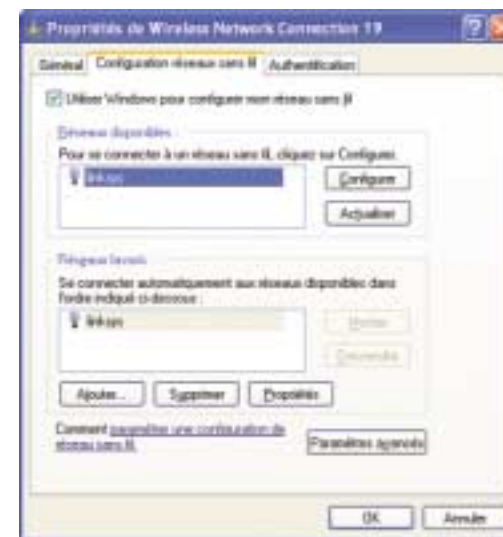 Propriétés de Wireless Network Connection 19
Général Configuration réseaux sans fil Authentification
Utiliser Windows pour configurer mon réseau sans fil
Réseaux disponibles
Pour se connecter à un réseau sans fil, cliquez sur Configurer.
linksys
Configurer
Actualiser
Réseaux favoris
Se connecter automatiquement aux réseaux disponibles dans
l'ordre indiqué ci-dessous :
linksys
Monter
Descendre
Ajouter... Supprimer Propriétés
Comment paramétrer une configuration de
réseau sans fil.
Paramètres avancés
OK Annuler